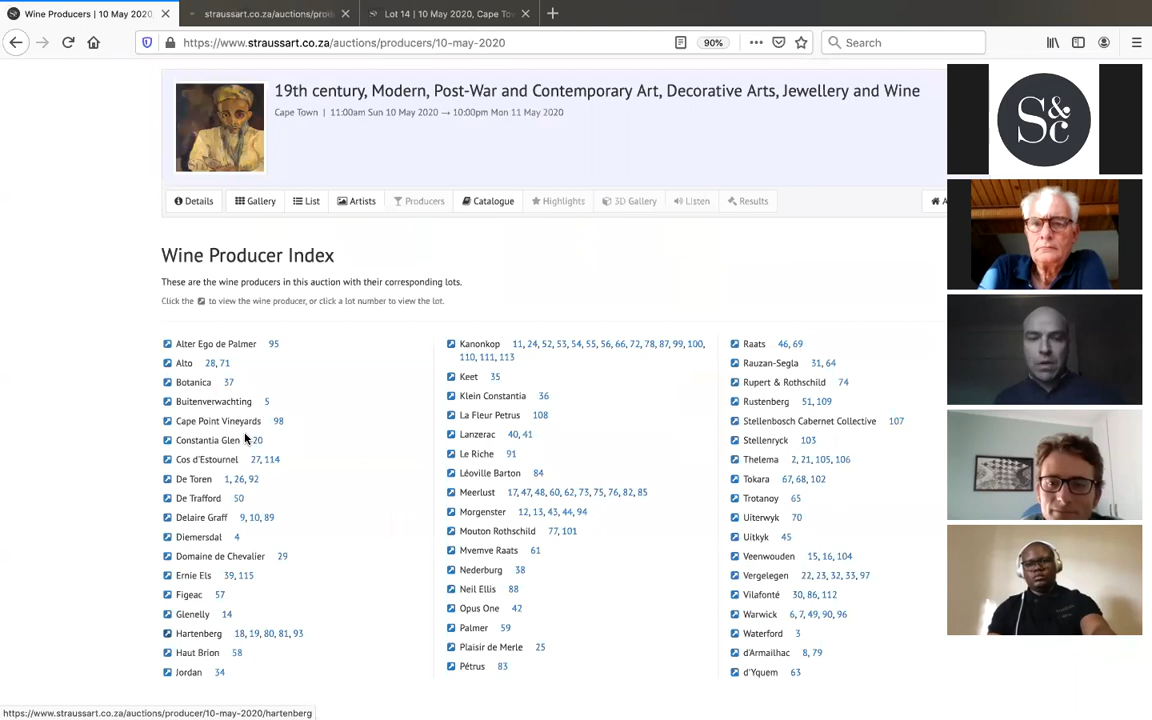 Wine Producers | 10 May 2020,
straussart.co.za/auctions/prod
Lot 14 | 10 May 2020, Cape To
https://www.straussart.co.za/auctions/producers/10-may-2020
90%
Search
19th century, Modern, Post-War and Contemporary Art, Decorative Arts, Jewellery and Wine
Cape Town | 11:00am Sun 10 May 2020 → 10:00pm Mon 11 May 2020
Details Gallery List Artists Producers Catalogue Highlights 3D Gallery Listen Results A
Wine Producer Index
These are the wine producers in this auction with their corresponding lots.
Click the to view the wine producer, or click a lot number to view the lot.
Alter Ego de Palmer 95
Alto 28, 71
Botanica 37
Buitenverwachting 5
Cape Point Vineyards 98
Constantia Glen 20
Cos d'Estournel 27, 114
De Toren 1, 26, 92
De Trafford 50
Delaire Graff 9, 10, 89
Diemersdal 4
Domaine de Chevalier 29
Ernie Els 39, 115
Figeac 57
Glenelly 14
Hartenberg 18, 19, 80, 81, 93
Haut Brion 58
Jordan 34
Kanonkop 11, 24, 52, 53, 54, 55, 56, 66, 72, 78, 87, 99, 100,
110, 111, 113
Keet 35
Klein Constantia 36
La Fleur Petrus 108
Lanzerac 40, 41
Le Riche 91
Léoville Barton 84
Meerlust 17, 47, 48, 60, 62, 73, 75, 76, 82, 85
Morgenster 12, 13, 43, 44, 94
Mouton Rothschild 77, 101
Mvemve Raats 61
Nederburg 38
Neil Ellis 88
Opus One 42
Palmer 59
Plaisir de Merle 25
Pétrus 83
Raats 46, 69
Rauzan-Segla 31, 64
Rupert & Rothschild 74
Rustenberg 51, 109
Stellenbosch Cabernet Collective 107
Stellenryck 103
Thelema 2, 21, 105, 106
Tokara 67, 68, 102
Trotanoy 65
Uiterwyk 70
Uitkyk 45
Veenwouden 15, 16, 104
Vergelegen 22, 23, 32, 33, 97
Vilafonté 30, 86, 112
Warwick 6, 7, 49, 90, 96
Waterford 3
d'Armailhac 8, 79
d'Yquem 63
S&c
https://www.straussart.co.za/auctions/producer/10-may-2020/hartenberg